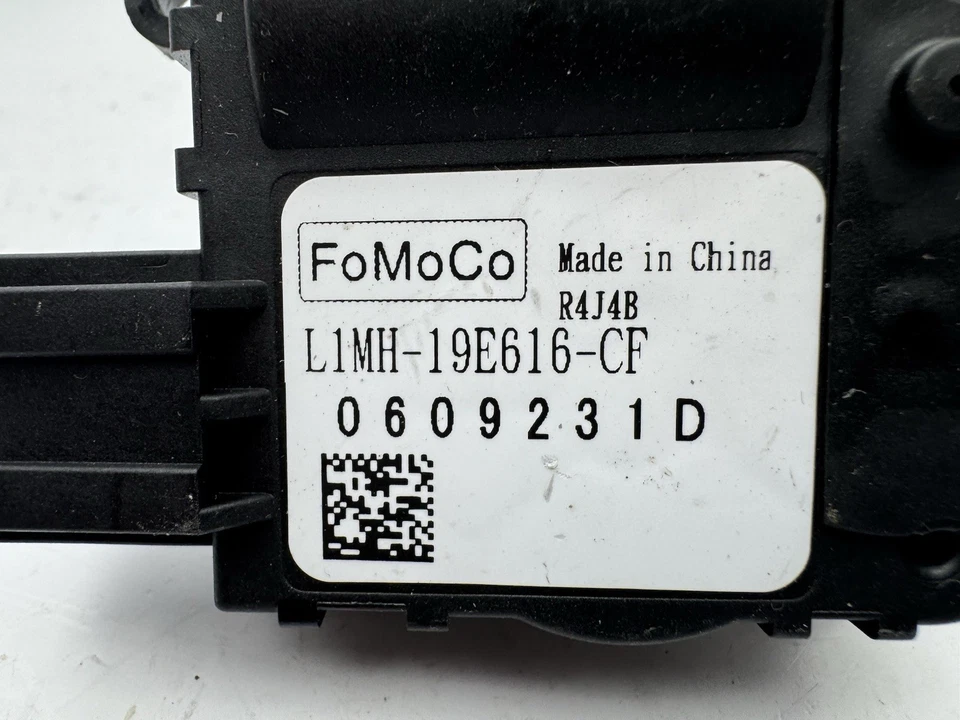 FoMoCo
Made in China
R4J4B
L1MH-19E616-CF
0609231D